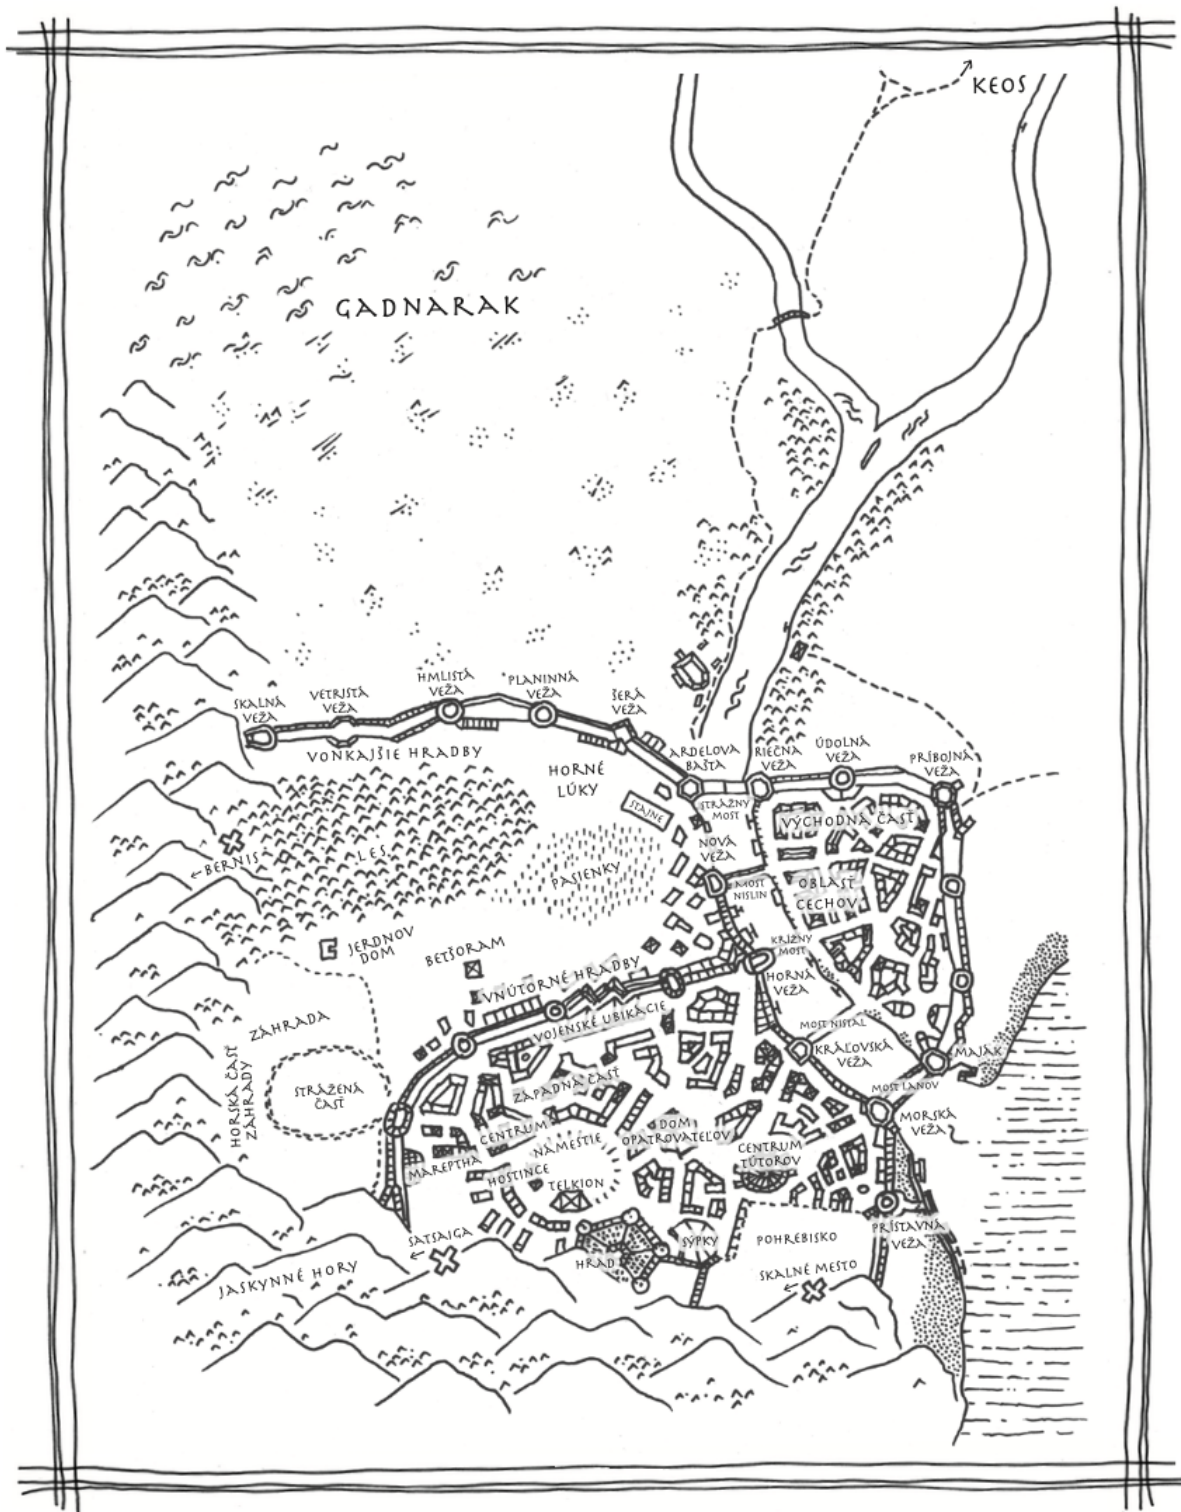 KEOS
GADNARAK
SKALNÁ
VEŽA
VETRISTÁ
VEŽA
HMLISTÁ
VEŽA
PLANINNÁ
VEŽA
ŠERÁ
VEŽA
VONKAJŠIE HRADBY
HORNÉ
LÚKY
ARDELOVA
BAŠTA
RIEČNA
VEŽA
ÚDOLNÁ
VEŽA
PRÍBOJNÁ
VEŽA
STAJNE
STRÁŽNY
MOST
VÝCHODNÁ ČASŤ
NOVÁ
VEŽA
LES
BERNIS
PASIENKY
MOST
NISLIN
OBLASŤ
CECHOV
JERDNOV
DOM
BETŠORAM
KRÍŽNY
MOST
VNÚTORNÉ HRADBY
HORNÁ
VEŽA
VOJENSKÉ UBIKÁCIE
ZÁHRADA
MOST NISTAL
KRÁĽOVSKÁ
VEŽA
MAJÁK
HORSKÁ ČASŤ
ZÁHRADY
STRÁŽENÁ
ČASŤ
ZÁPADNÁ ČASŤ
MOST LANOV
MORSKÁ
VEŽA
CENTRUM
NÁMESTIE
DOM
OPATROVATEĽOV
CENTRUM
TÚTOROV
MAREPTHA
HOSTINCE
TELKION
SATSAIGA
HRAD
SÝPKY
POHREBISKO
PRÍSTAVNÁ
VEŽA
JASKYNNÉ HORY
SKALNÉ MESTO